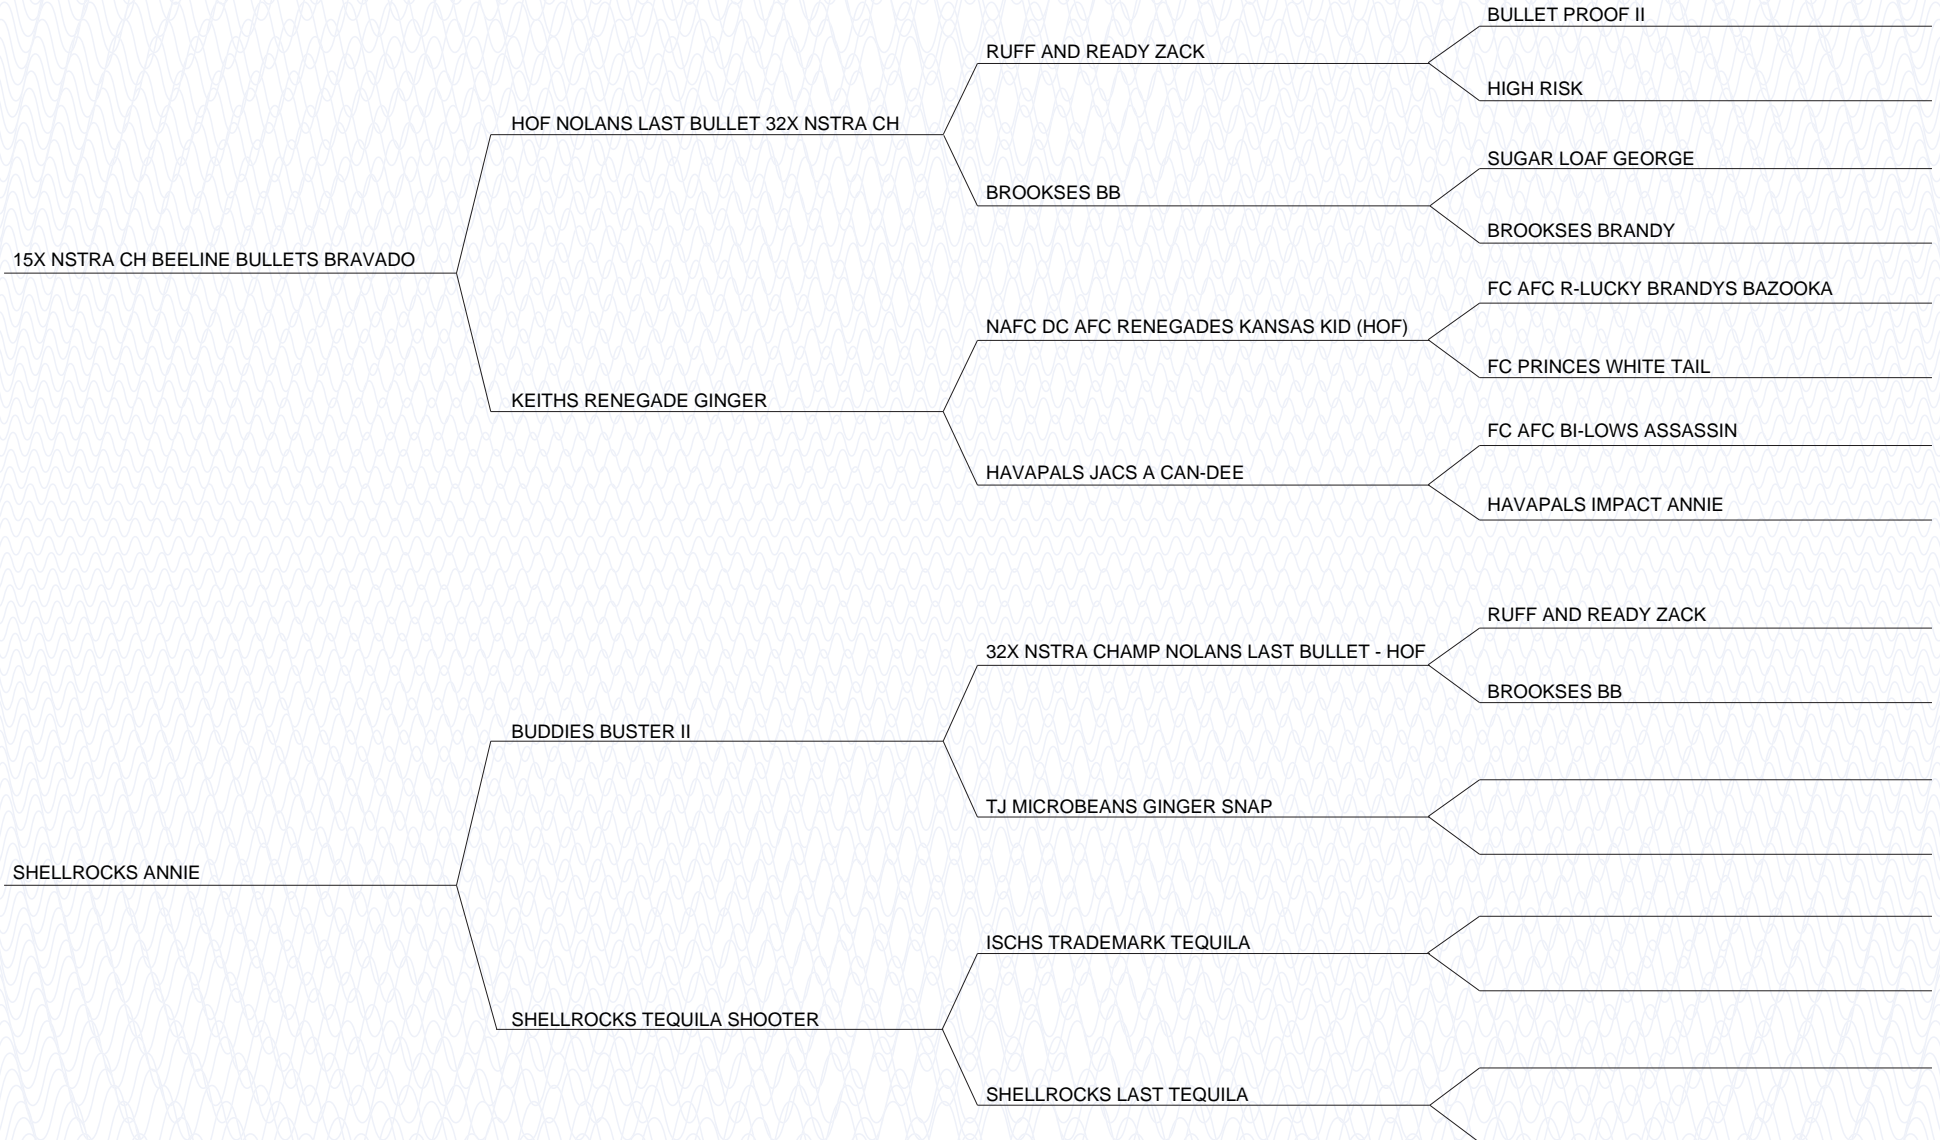 BULLET PROOF II
RUFF AND READY ZACK
HIGH RISK
HOF NOLANS LAST BULLET 32X NSTRA CH
SUGAR LOAF GEORGE
BROOKSES BB
BROOKSES BRANDY
15X NSTRA CH BEELINE BULLETS BRAVADO
FC AFC R-LUCKY BRANDYS BAZOOKA
NAFC DC AFC RENEGADES KANSAS KID (HOF)
FC PRINCES WHITE TAIL
KEITHS RENEGADE GINGER
FC AFC BI-LOWS ASSASSIN
HAVAPALS JACS A CAN-DEE
HAVAPALS IMPACT ANNIE
RUFF AND READY ZACK
32X NSTRA CHAMP NOLANS LAST BULLET - HOF
BROOKSES BB
BUDDIES BUSTER II
TJ MICROBEANS GINGER SNAP
SHELLROCKS ANNIE
ISCHS TRADEMARK TEQUILA
SHELLROCKS TEQUILA SHOOTER
SHELLROCKS LAST TEQUILA